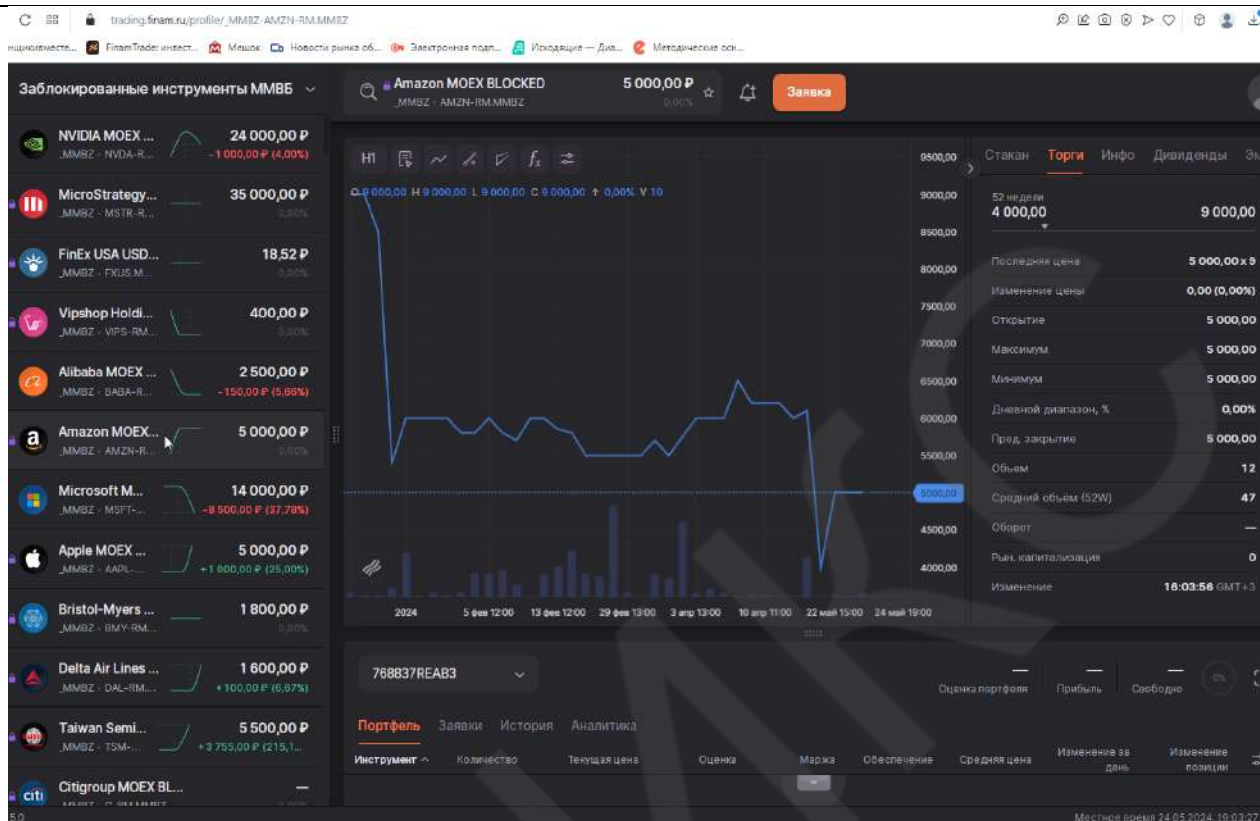 trading.finam.ru/profile/_MMBZ-AMZN-RM.MMBZ
FinamTrade: инвест... Мешок Новости рынка об... Электронная подп... Исходящие — Диа... Методические осн...
Заблокированные инструменты ММВБ
Amazon MOEX BLOCKED 5 000,00 ₽
_MMBZ · AMZN-RM.MMBZ 0,00%
Заявка
NVIDIA MOEX ... 24 000,00 ₽
_MMBZ · NVDA-R... -1 000,00 ₽ (4,00%)
MicroStrategy... 35 000,00 ₽
_MMBZ · MSTR-R... 0,00%
FinEx USA USD... 18,52 ₽
_MMBZ · FXUS.M... 0,00%
Vipshop Holdi... 400,00 ₽
_MMBZ · VIPS-RM... 0,00%
Alibaba MOEX ... 2 500,00 ₽
_MMBZ · BABA-R... -150,00 ₽ (5,66%)
Amazon MOEX... 5 000,00 ₽
_MMBZ · AMZN-R... 0,00%
Microsoft M... 14 000,00 ₽
_MMBZ · MSFT-... -8 500,00 ₽ (37,78%)
Apple MOEX ... 5 000,00 ₽
_MMBZ · AAPL-... +1 000,00 ₽ (25,00%)
Bristol-Myers ... 1 800,00 ₽
_MMBZ · BMY-RM... 0,00%
Delta Air Lines ... 1 600,00 ₽
_MMBZ · DAL-RM... +100,00 ₽ (6,67%)
Taiwan Semi... 5 500,00 ₽
_MMBZ · TSM-... +3 755,00 ₽ (215,1...
Citigroup MOEX BL... —
citi
H1 fx
O 9 000,00 H 9 000,00 L 9 000,00 C 9 000,00 ↑ 0,00% V 10
9500,00
9000,00
8500,00
8000,00
7500,00
7000,00
6500,00
6000,00
5500,00
5000,00
4500,00
4000,00
2024 5 фев 12:00 13 фев 12:00 29 фев 13:00 3 апр 13:00 10 апр 11:00 22 май 15:00 24 май 19:00
Стакан Торги Инфо Дивиденды
52 недели
4 000,00 9 000,00
Последняя цена 5 000,00 x 9
Изменение цены 0,00 (0,00%)
Открытие 5 000,00
Максимум 5 000,00
Минимум 5 000,00
Дневной диапазон, % 0,00%
Пред. закрытие 5 000,00
Объем 12
Средний объём (52W) 47
Оборот —
Рын. капитализация 0
Изменение 16:03:56 GMT+3
768837REAB3
— — — 0%
Оценка портфеля Прибыль Свободно
Портфель Заявки История Аналитика
Инструмент Количество Текущая цена Оценка Маржа Обеспечение Средняя цена Изменение за день Изменение позиции
5.0 Местное время 24.05.2024, 19:03:27